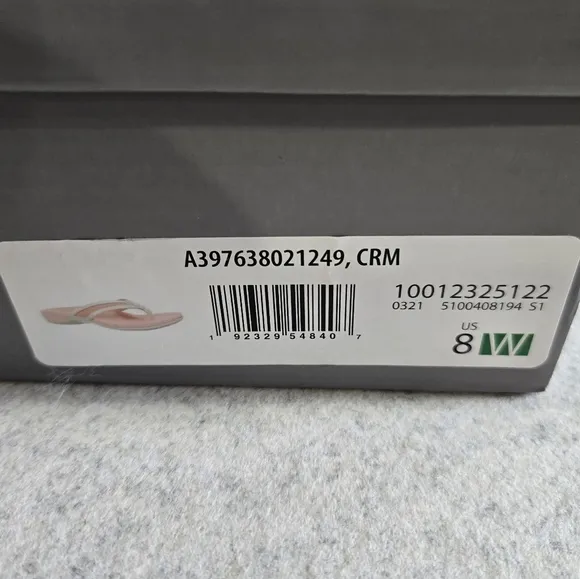 A397638021249, CRM
10012325122
0321 5100408194 S1
1 92329 54840 7
US
8 W